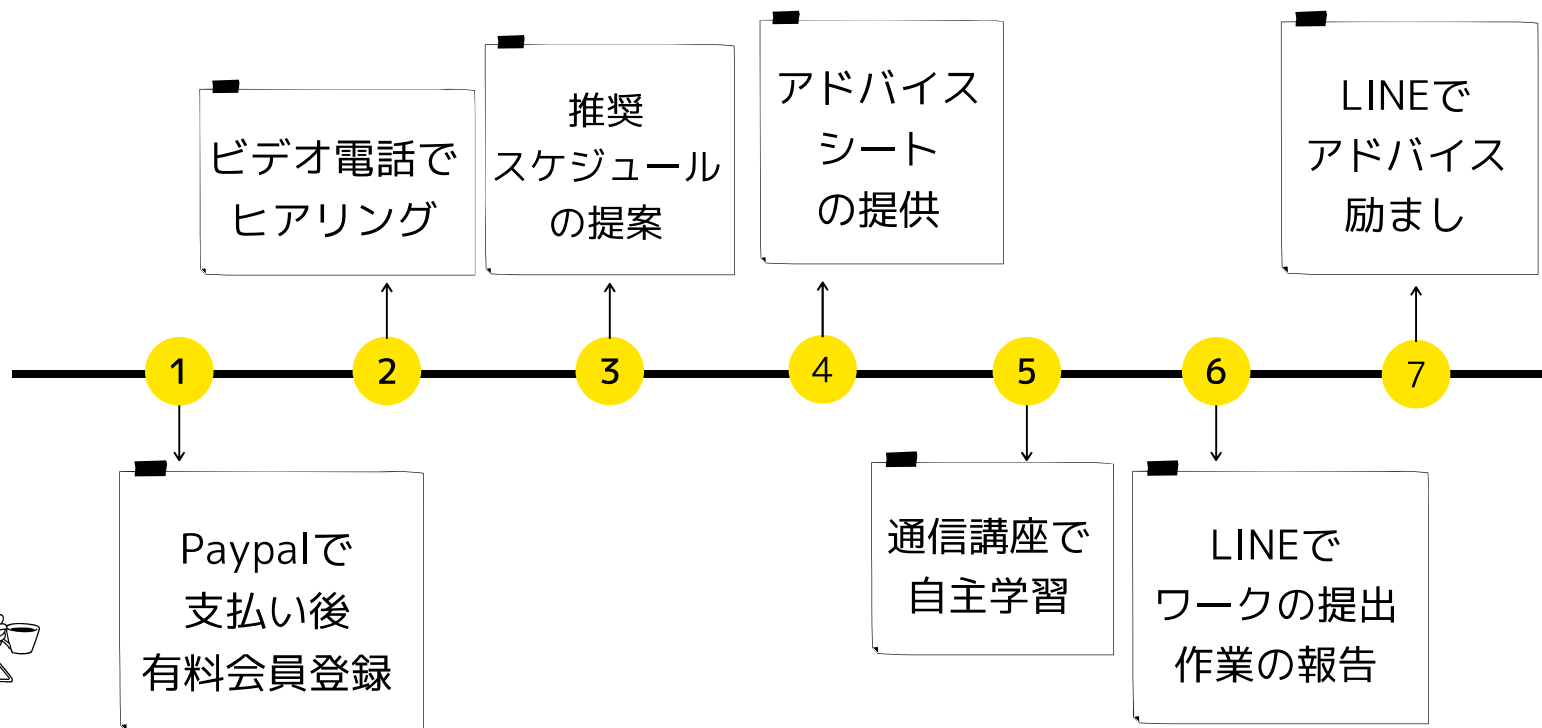 1
Paypalで
支払い後
有料会員登録
2
ビデオ電話で
ヒアリング
3
推奨
スケジュール
の提案
4
アドバイス
シート
の提供
5
通信講座で
自主学習
6
LINEで
ワークの提出
作業の報告
7
LINEで
アドバイス
励まし